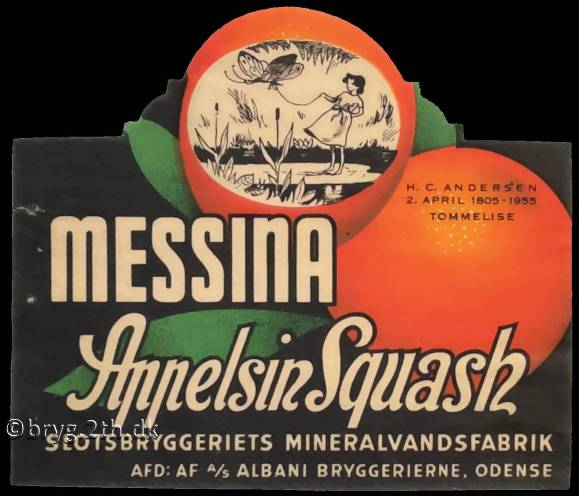 H. C. ANDERSEN
2. APRIL 1805 - 1955
TOMMELISE
MESSINA
Appelsin Squash
©bryg.2th.dk
SLOTSBRYGGERIETS MINERALVANDSFABRIK
AFD: AF A/S ALBANI BRYGGERIERNE, ODENSE